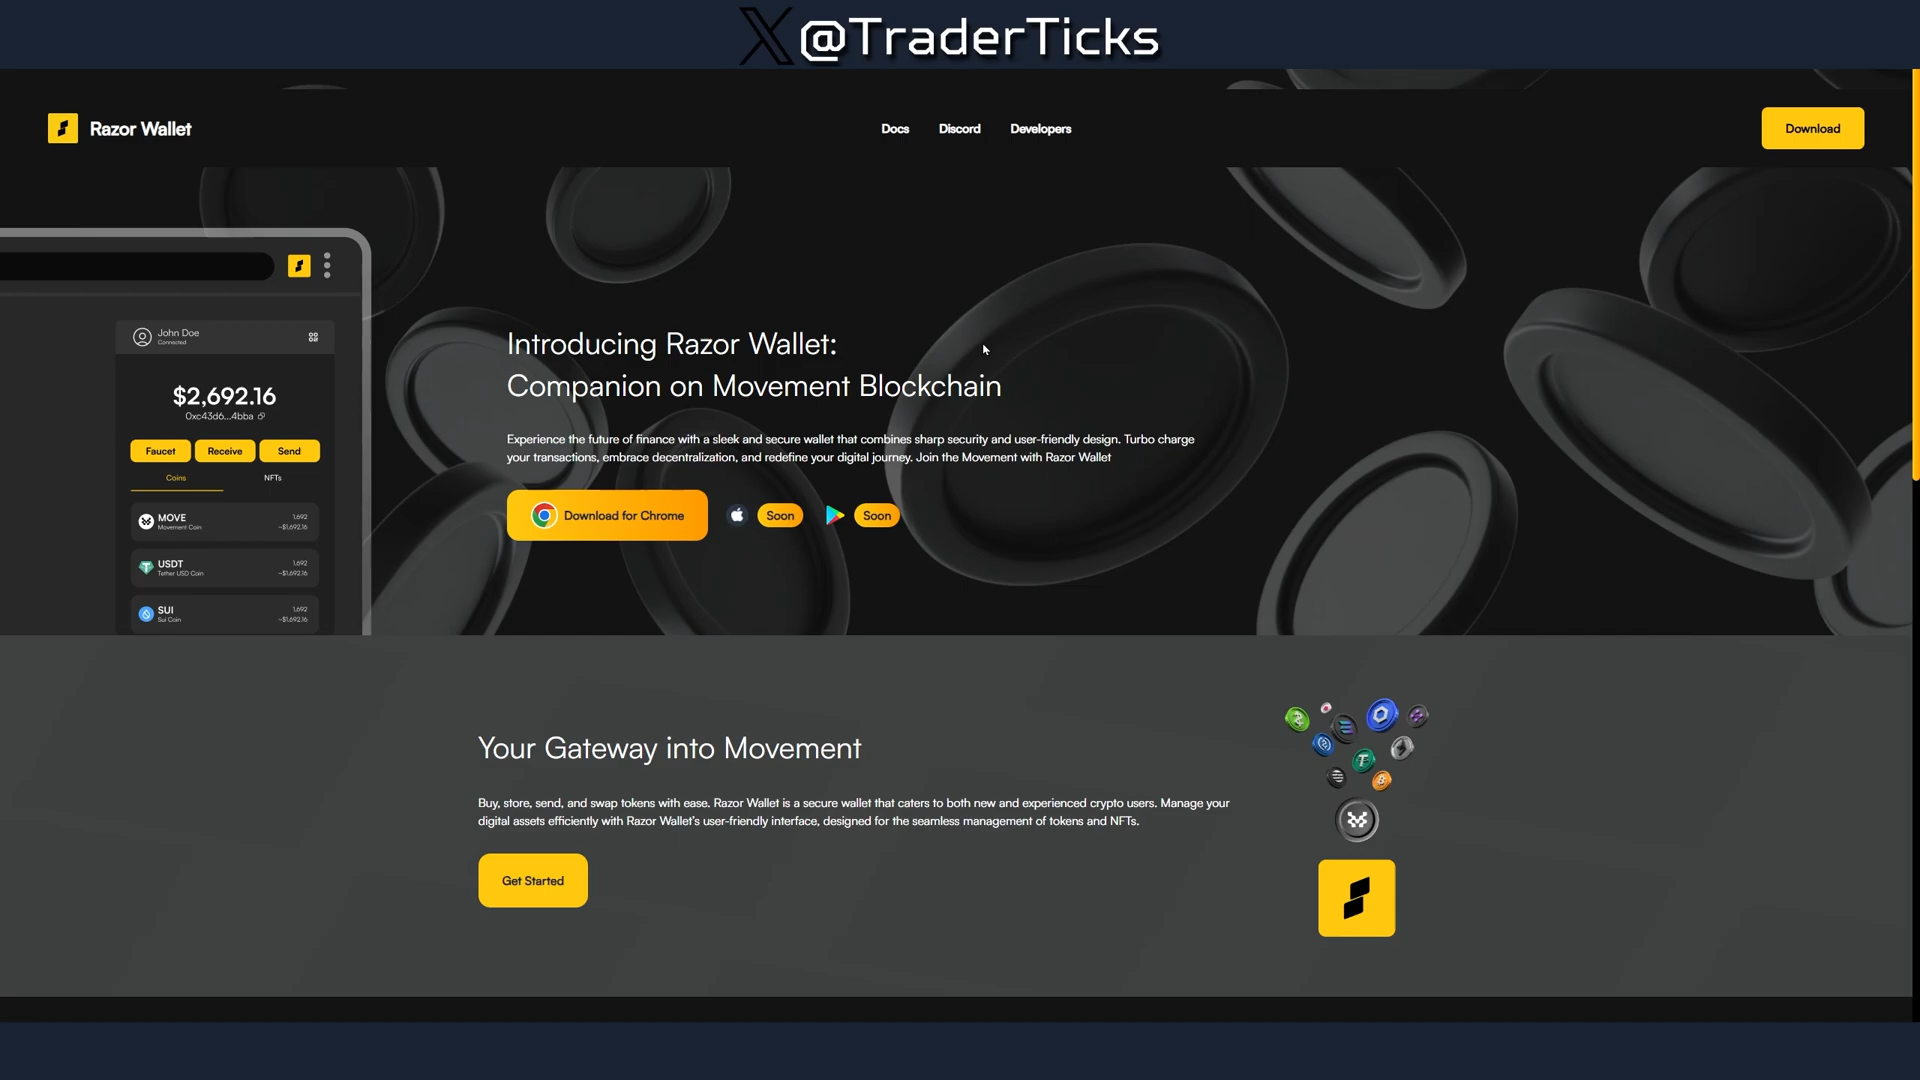 @TraderTicks
Razor Wallet
Docs
Discord
Developers
Download
John Doe
Connected
$2,692.16
0xc43d6...4bba
Faucet
Receive
Send
Coins
NFTs
MOVE
Movement Coin
1,692
~$1,692.16
USDT
Tether USD Coin
1,692
~$1,692.16
SUI
Sui Coin
1,692
~$1,692.16
Introducing Razor Wallet:
Companion on Movement Blockchain
Experience the future of finance with a sleek and secure wallet that combines sharp security and user-friendly design. Turbo charge
your transactions, embrace decentralization, and redefine your digital journey. Join the Movement with Razor Wallet
Download for Chrome
Soon
Soon
Your Gateway into Movement
Buy, store, send, and swap tokens with ease. Razor Wallet is a secure wallet that caters to both new and experienced crypto users. Manage your
digital assets efficiently with Razor Wallet's user-friendly interface, designed for the seamless management of tokens and NFTs.
Get Started